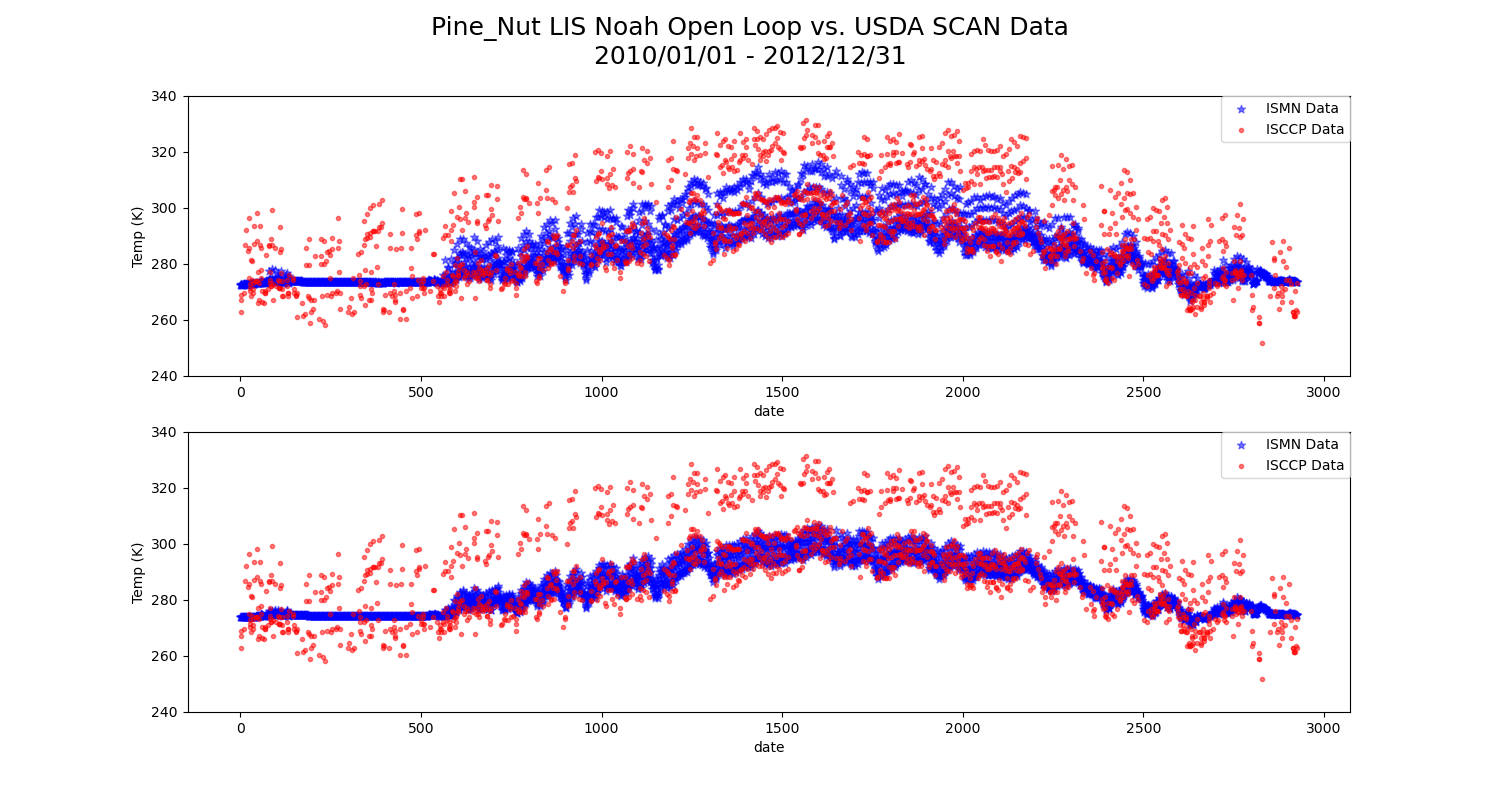 Pine_Nut LIS Noah Open Loop vs. USDA SCAN Data
2010/01/01 - 2012/12/31
340
320
300
280
260
240
Temp (K)
ISMN Data
ISCCP Data
0 500 1000 1500 2000 2500 3000
date
340
320
300
280
260
240
Temp (K)
ISMN Data
ISCCP Data
0 500 1000 1500 2000 2500 3000
date